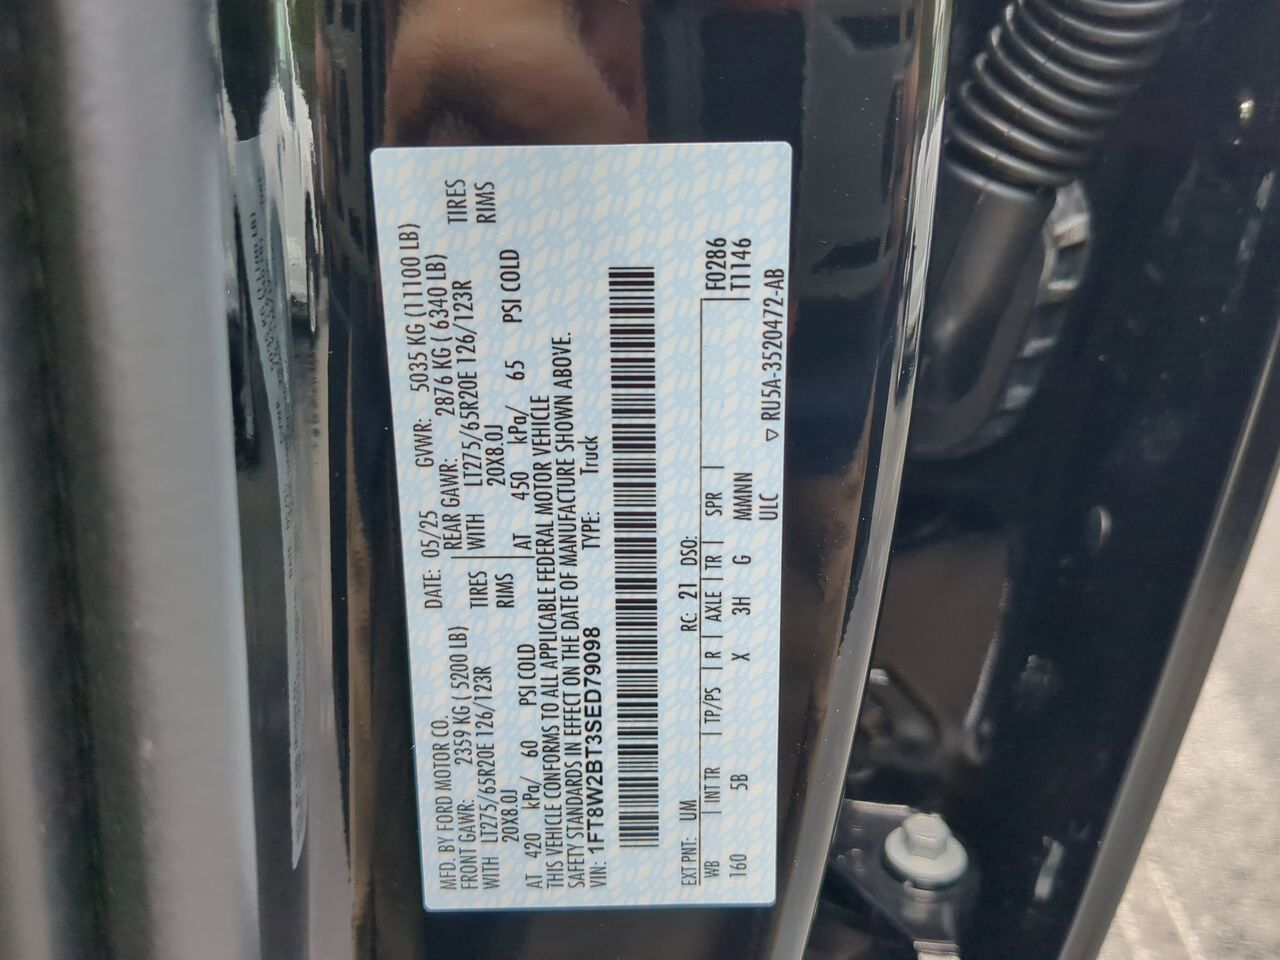 MFD. BY FORD MOTOR CO.
DATE: 05/25 GVWR: 5035 KG (11100 LB)
FRONT GAWR: 2359 KG ( 5200 LB) REAR GAWR: 2876 KG ( 6340 LB)
WITH LT275/65R20E 126/123R TIRES WITH LT275/65R20E 126/123R TIRES
20X8.0J RIMS 20X8.0J RIMS
AT 420 kPa/ 60 PSI COLD AT 450 kPa/ 65 PSI COLD
THIS VEHICLE CONFORMS TO ALL APPLICABLE FEDERAL MOTOR VEHICLE
SAFETY STANDARDS IN EFFECT ON THE DATE OF MANUFACTURE SHOWN ABOVE.
VIN: 1FT8W2BT3SED79098 TYPE: Truck
EXT PNT: UM RC: 21 DSO:
WB INT TR TP/PS R AXLE TR SPR F0286
160 5B X 3H G MMNN T1146
ULC ▽ RU5A-3520472-AB